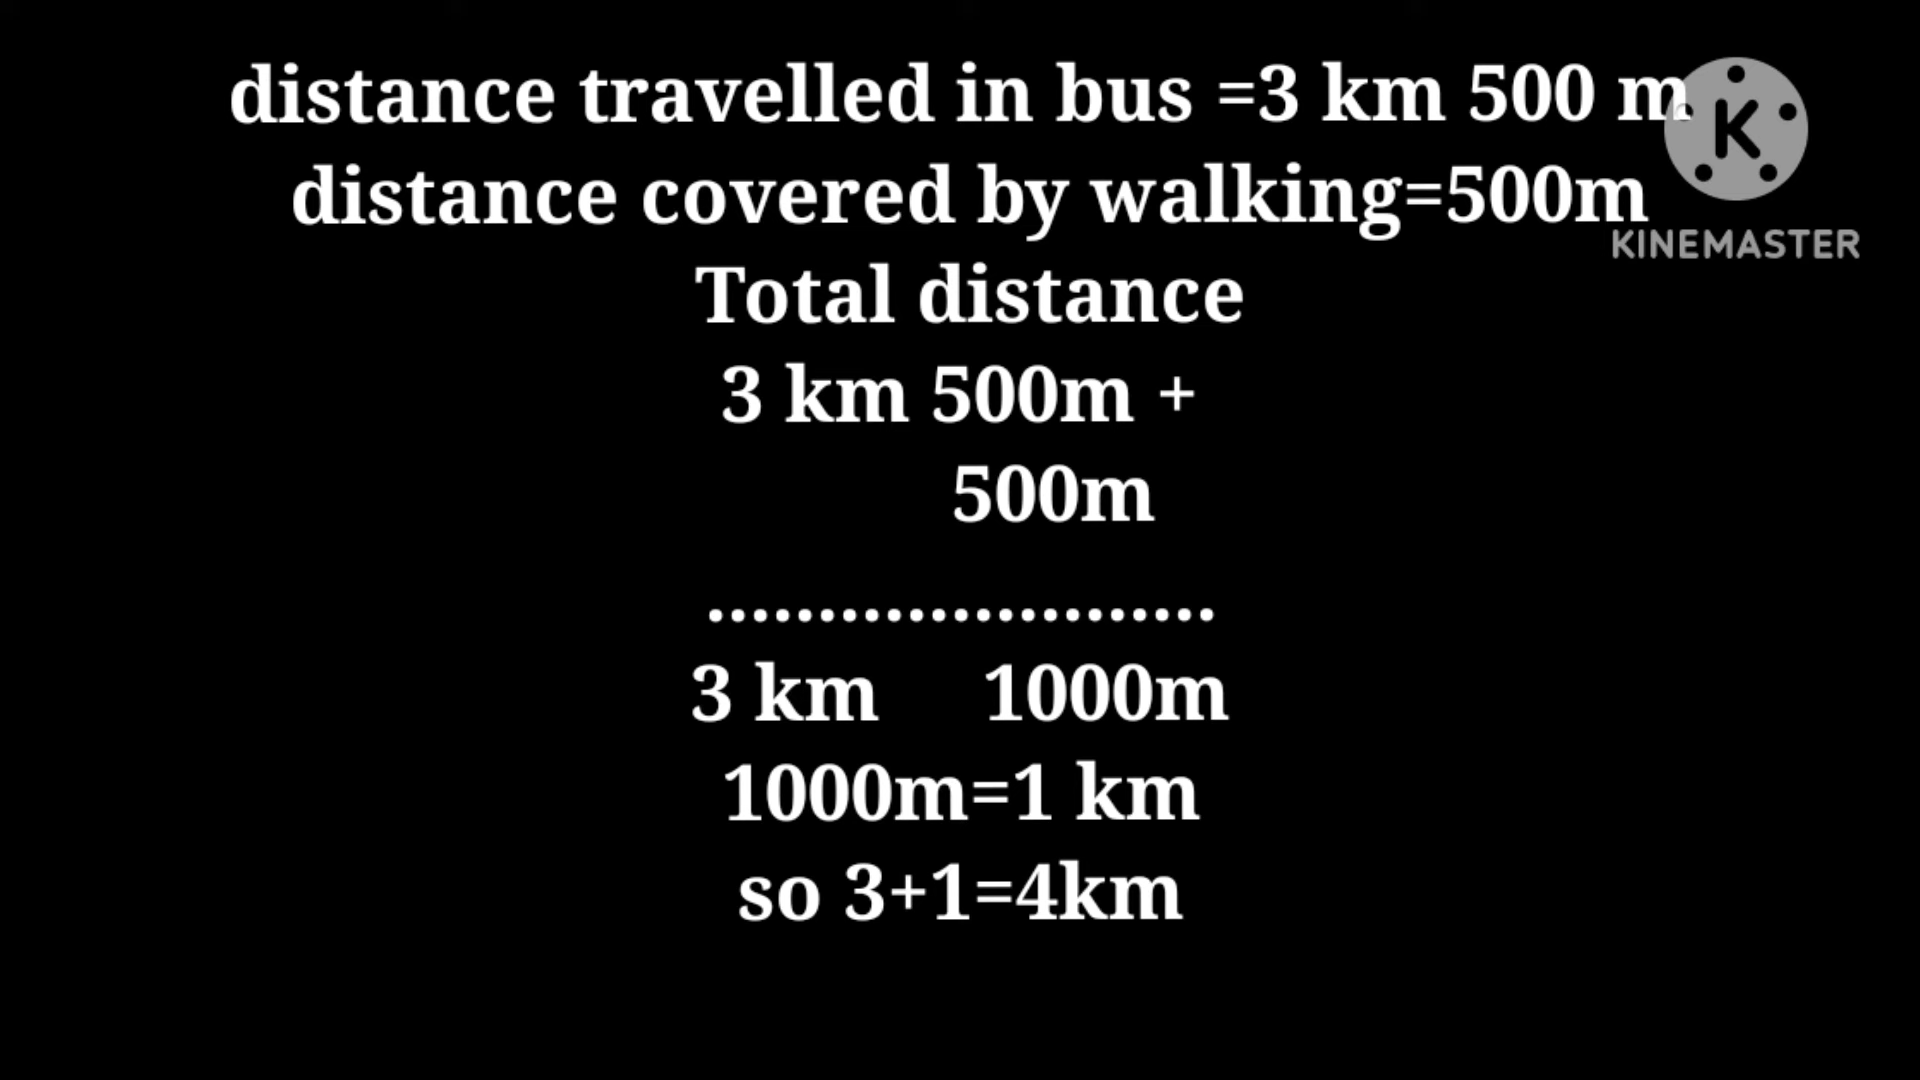 distance travelled in bus =3 km 500 m
distance covered by walking=500m
KINEMASTER
Total distance
3 km 500m +
500m
.......................
3 km 1000m
1000m=1 km
so 3+1=4km